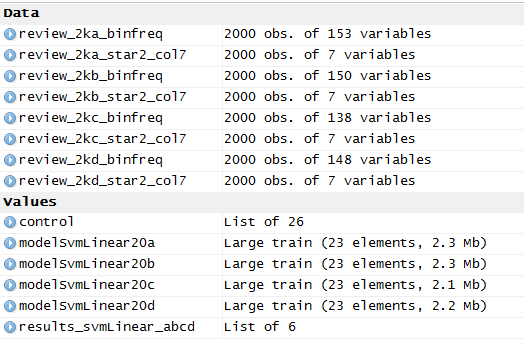 Data
review_2ka_binfreq 2000 obs. of 153 variables
review_2ka_star2_col7 2000 obs. of 7 variables
review_2kb_binfreq 2000 obs. of 150 variables
review_2kb_star2_col7 2000 obs. of 7 variables
review_2kc_binfreq 2000 obs. of 138 variables
review_2kc_star2_col7 2000 obs. of 7 variables
review_2kd_binfreq 2000 obs. of 148 variables
review_2kd_star2_col7 2000 obs. of 7 variables
Values
control List of 26
modelSvmLinear20a Large train (23 elements, 2.3 Mb)
modelSvmLinear20b Large train (23 elements, 2.3 Mb)
modelSvmLinear20c Large train (23 elements, 2.1 Mb)
modelSvmLinear20d Large train (23 elements, 2.2 Mb)
results_svmLinear_abcd List of 6